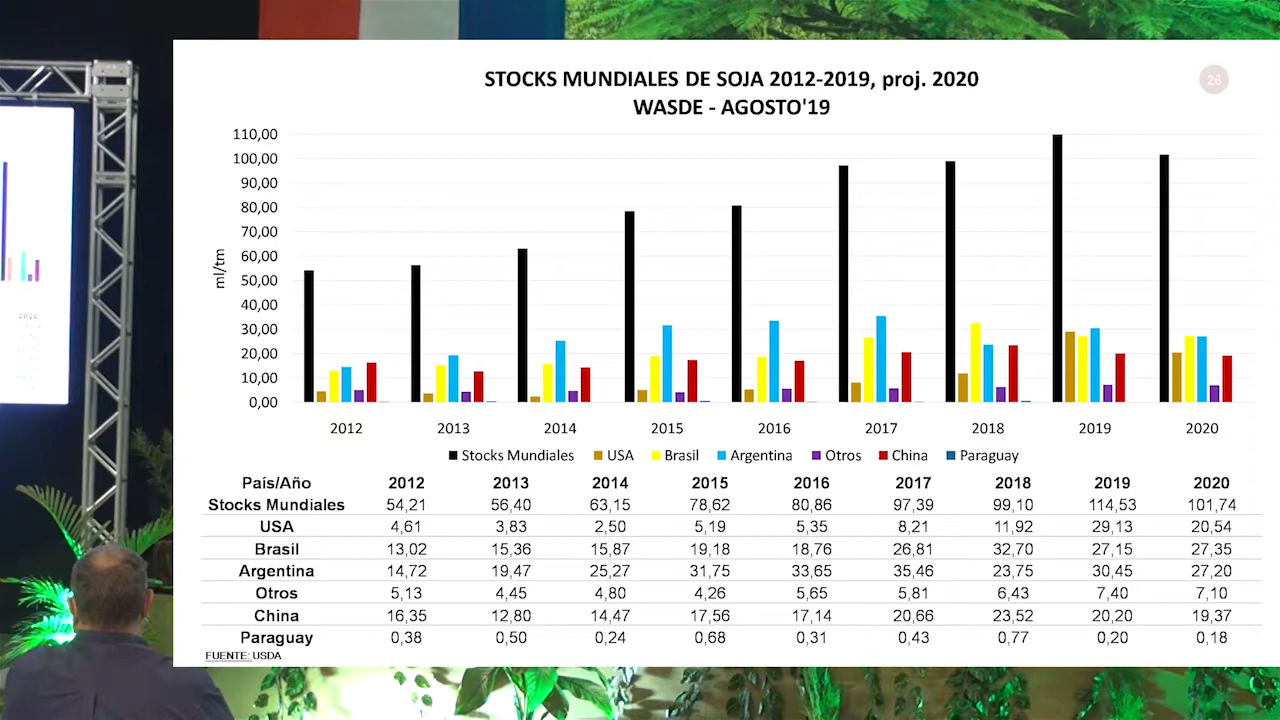 STOCKS MUNDIALES DE SOJA 2012-2019, proj. 2020
WASDE - AGOSTO'19
26
110,00
100,00
90,00
80,00
70,00
60,00
50,00
40,00
30,00
20,00
10,00
0,00
ml/tm
2012 2013 2014 2015 2016 2017 2018 2019 2020
Stocks Mundiales USA Brasil Argentina Otros China Paraguay
País/Año 2012 2013 2014 2015 2016 2017 2018 2019 2020
Stocks Mundiales 54,21 56,40 63,15 78,62 80,86 97,39 99,10 114,53 101,74
USA 4,61 3,83 2,50 5,19 5,35 8,21 11,92 29,13 20,54
Brasil 13,02 15,36 15,87 19,18 18,76 26,81 32,70 27,15 27,35
Argentina 14,72 19,47 25,27 31,75 33,65 35,46 23,75 30,45 27,20
Otros 5,13 4,45 4,80 4,26 5,65 5,81 6,43 7,40 7,10
China 16,35 12,80 14,47 17,56 17,14 20,66 23,52 20,20 19,37
Paraguay 0,38 0,50 0,24 0,68 0,31 0,43 0,77 0,20 0,18
FUENTE: USDA